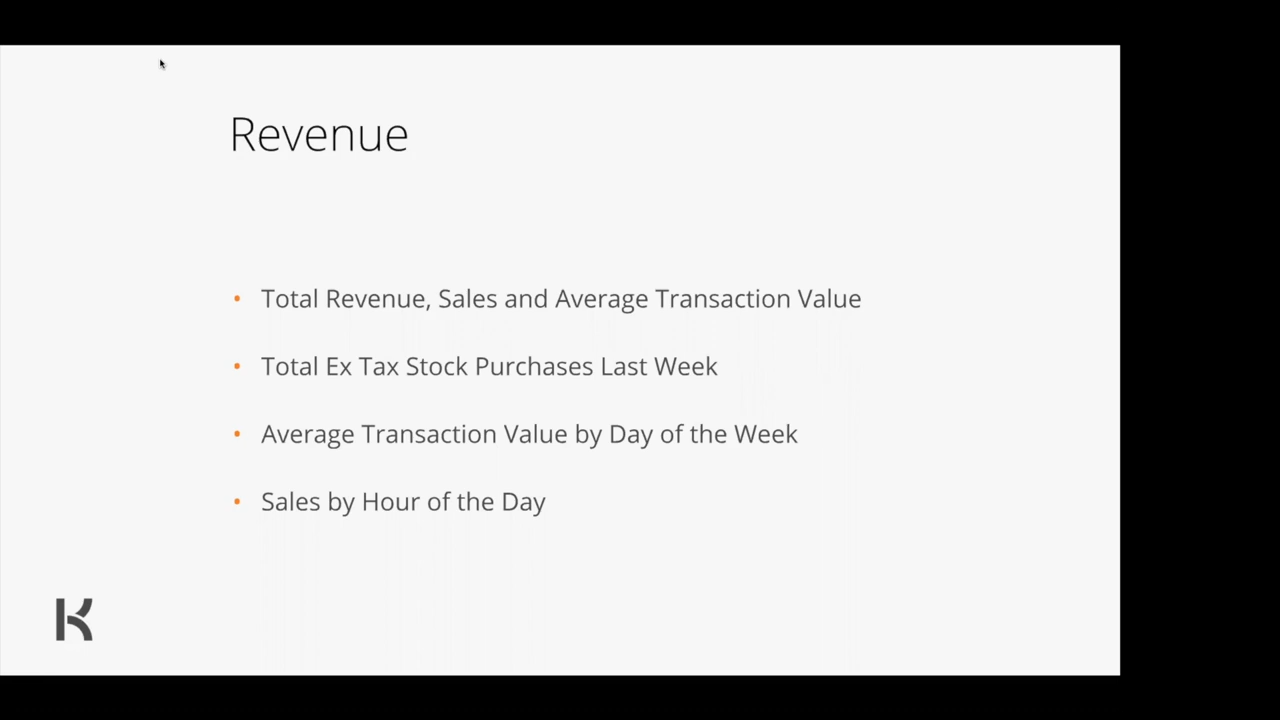 Revenue
• Total Revenue, Sales and Average Transaction Value
• Total Ex Tax Stock Purchases Last Week
• Average Transaction Value by Day of the Week
• Sales by Hour of the Day
K